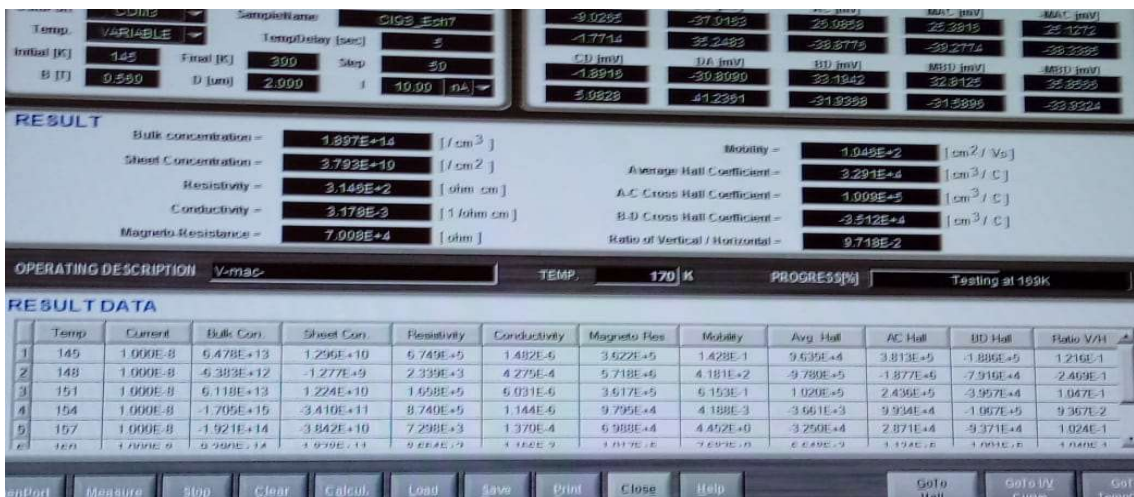 SampleName CIGS_Ech7
Temp. VARIABLE TempDelay [sec] 5
Initial [K] 145 Final [K] 300 Step 50
B [T] 0.550 D [um] 2.000 I 10.00 nA
-9.0265 -37.0163 26.0858 25.3915 25.1272
-1.7714 35.2483 -38.8775 -39.2774 -38.3385
CD [mV] DA [mV] BD [mV] MBD [mV] MBD [mV]
-1.8915 -30.8090 33.1942 32.8125
5.0829 41.2351 -31.9368 -31.5895 -33.9324
RESULT
Bulk concentration = 1.897E+14 [ / cm3 ]
Sheet Concentration = 3.793E+10 [ / cm2 ]
Resistivity = 3.146E+2 [ ohm cm ]
Conductivity = 3.178E-3 [ 1 /ohm cm ]
Magneto-Resistance = 7.008E+4 [ ohm ]
Mobility = 1.046E+2 [ cm2 / Vs ]
Average Hall Coefficient = 3.291E+4 [ cm3 / C ]
A-C Cross Hall Coefficient = 1.009E+5 [ cm3 / C ]
B-D Cross Hall Coefficient = -3.512E+4 [ cm3 / C ]
Ratio of Vertical / Horizontal = 9.718E-2
OPERATING DESCRIPTION V-mac- TEMP. 170 K PROGRESS[%] Testing at 169K
RESULT DATA
Temp Current Bulk Con. Sheet Con. Resistivity Conductivity Magneto Res Mobility Avg. Hall AC Hall BD Hall Ratio V/H
1 145 1.000E-8 6.478E+13 1.296E+10 6.749E+5 1.482E-6 3.622E+5 1.428E-1 9.635E+4 3.813E+5 -1.886E+5 1.216E-1
2 148 1.000E-8 -6.383E+12 -1.277E+9 2.339E+3 4.275E-4 5.718E+6 4.181E+2 -9.780E+5 -1.877E+6 -7.916E+4 -2.469E-1
3 151 1.000E-8 6.118E+13 1.224E+10 1.658E+5 6.031E-6 3.617E+5 6.153E-1 1.020E+5 2.436E+5 -3.957E+4 1.047E-1
4 154 1.000E-8 -1.705E+15 -3.410E+11 8.740E+5 1.144E-6 9.795E+4 4.188E-3 -3.661E+3 9.934E+4 -1.067E+5 9.367E-2
5 157 1.000E-8 -1.921E+14 -3.842E+10 7.298E+3 1.370E-4 6.988E+4 4.452E+0 -3.250E+4 2.871E+4 -9.371E+4 1.024E-1
Measure Stop Clear Calcul. Load Save Print Close Help Go To Go to I/V